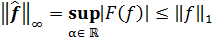 ‖f̂‖∞ = sup |F(f)| ≤ ‖f‖₁
α∈ ℝ